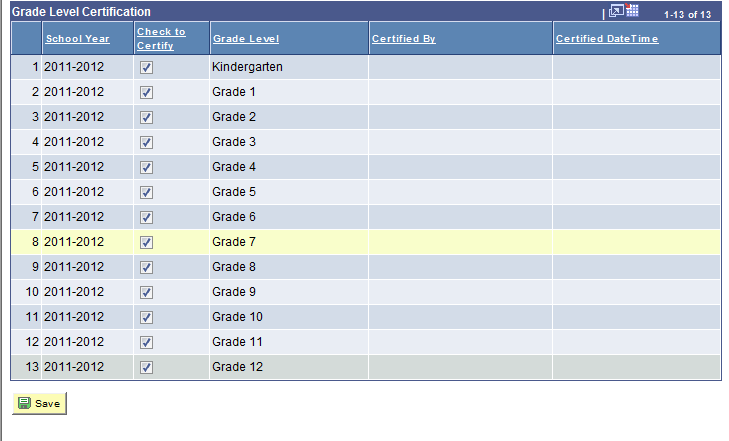 Grade Level Certification | 1-13 of 13
School Year Check to Certify Grade Level Certified By Certified DateTime
1 2011-2012 Kindergarten
2 2011-2012 Grade 1
3 2011-2012 Grade 2
4 2011-2012 Grade 3
5 2011-2012 Grade 4
6 2011-2012 Grade 5
7 2011-2012 Grade 6
8 2011-2012 Grade 7
9 2011-2012 Grade 8
10 2011-2012 Grade 9
11 2011-2012 Grade 10
12 2011-2012 Grade 11
13 2011-2012 Grade 12
Save